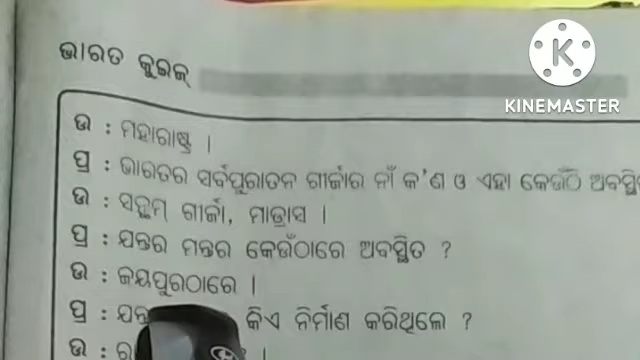 ଭାରତ କୁଇଜ୍
KINEMASTER
ଉ : ମହାରାଷ୍ଟ୍ର ।
ପ୍ର : ଭାରତର ସର୍ବପୁରାତନ ଗୀର୍ଜାର ନାଁ କ'ଣ ଓ ଏହା କେଉଁଠି
ଉ : ସନ୍ଥମ୍ ଗୀର୍ଜା, ମାଡ୍ରାସ ।
ପ୍ର : ଯନ୍ତର ମନ୍ତର କେଉଁଠାରେ ଅବସ୍ଥିତ ?
ଉ : ଜୟପୁରଠାରେ ।
ପ୍ର : କିଏ ନିର୍ମାଣ କରିଥିଲେ ?
ଉ : ।